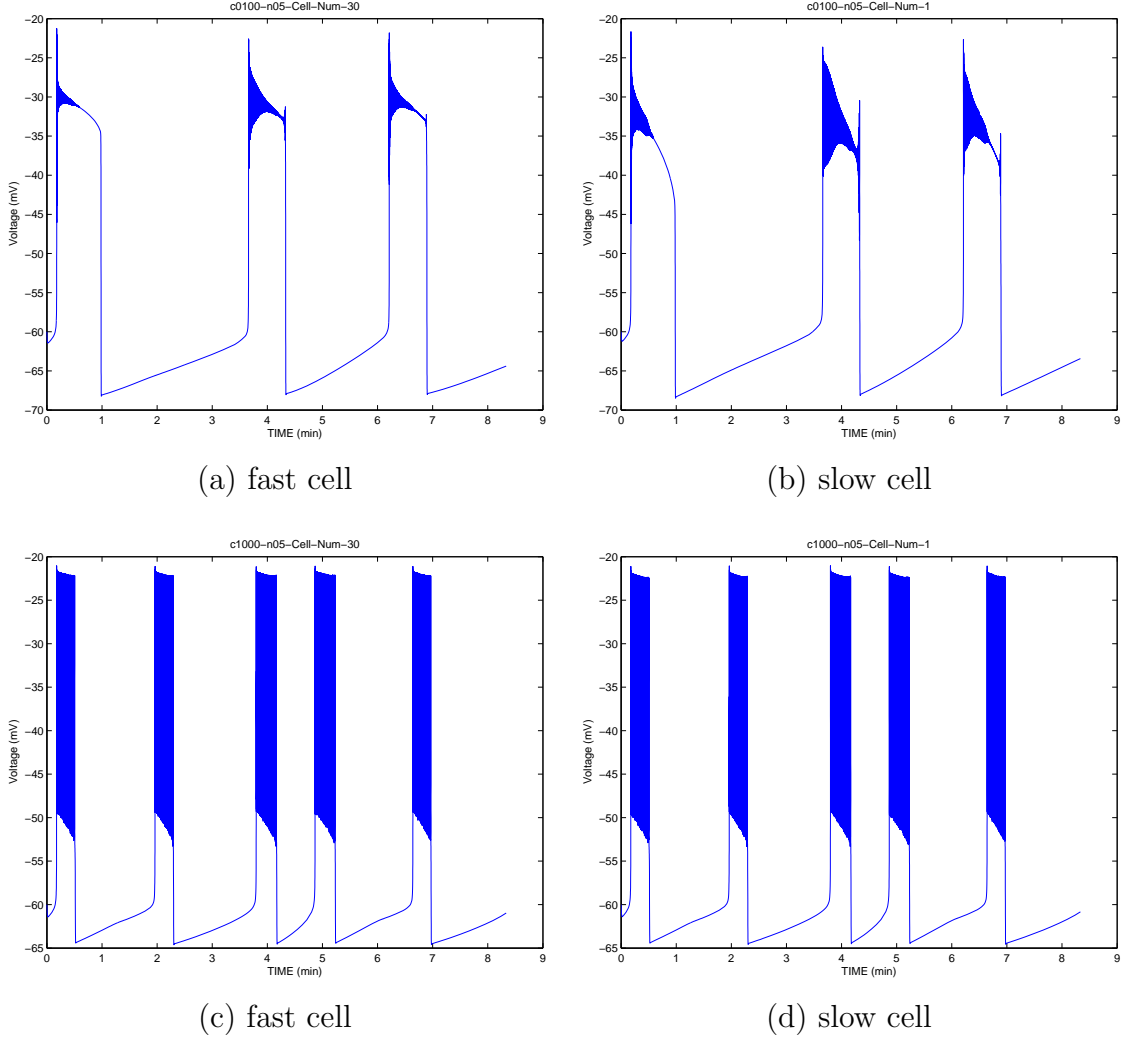 c0100−n05−Cell−Num−30
−20
−25
−30
−35
−40
−45
−50
−55
−60
−65
−70
Voltage (mV)
0 1 2 3 4 5 6 7 8 9
TIME (min)
(a) fast cell
c0100−n05−Cell−Num−1
−20
−25
−30
−35
−40
−45
−50
−55
−60
−65
−70
Voltage (mV)
0 1 2 3 4 5 6 7 8 9
TIME (min)
(b) slow cell
c1000−n05−Cell−Num−30
−20
−25
−30
−35
−40
−45
−50
−55
−60
−65
Voltage (mV)
0 1 2 3 4 5 6 7 8 9
TIME (min)
(c) fast cell
c1000−n05−Cell−Num−1
−20
−25
−30
−35
−40
−45
−50
−55
−60
−65
Voltage (mV)
0 1 2 3 4 5 6 7 8 9
TIME (min)
(d) slow cell